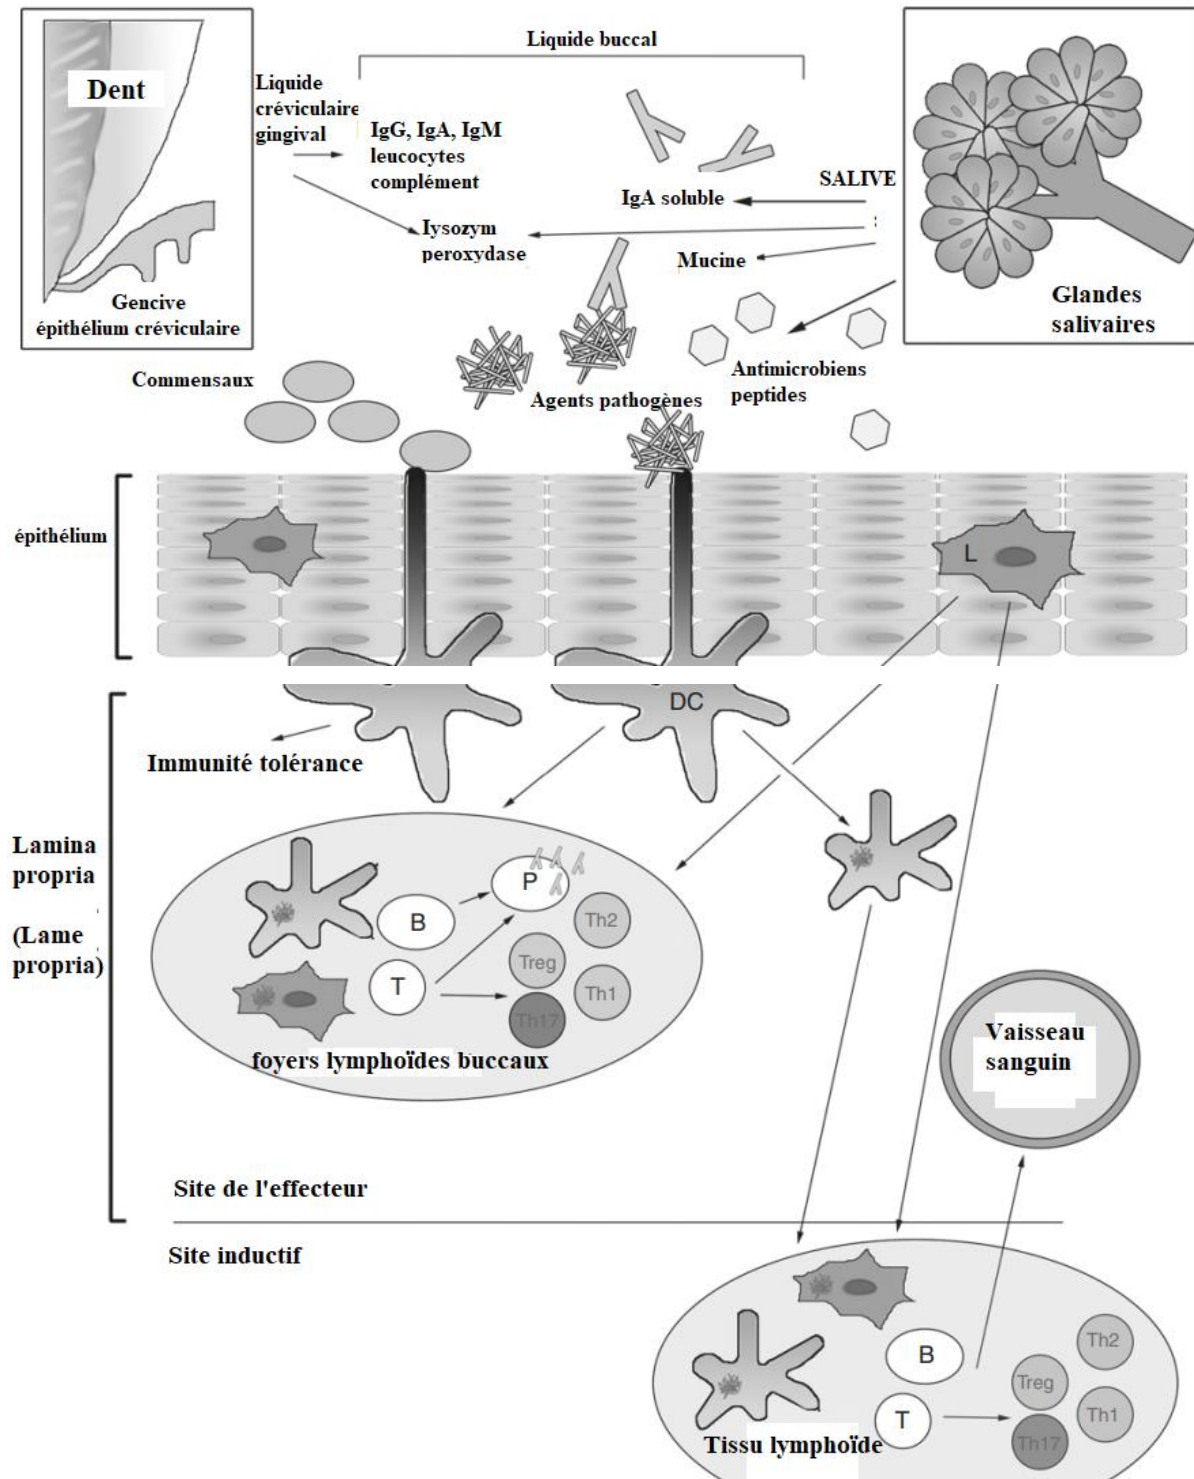 Liquide buccal
Dent
Liquide
créviculaire
gingival
IgG, IgA, IgM
leucocytes
complément
SALIVE
IgA soluble
Iysozym
peroxydase
Mucine
Gencive
épithélium créviculaire
Glandes
salivaires
Commensaux
Agents pathogènes
Antimicrobiens
peptides
épithélium
L
DC
Immunité tolérance
Lamina
propria
(Lame
propria)
P
B
Th2
Treg
T
Th1
Th17
foyers lymphoïdes buccaux
Vaisseau
sanguin
Site de l'effecteur
Site inductif
B
Th2
Treg
T
Th1
Th17
Tissu lymphoïde